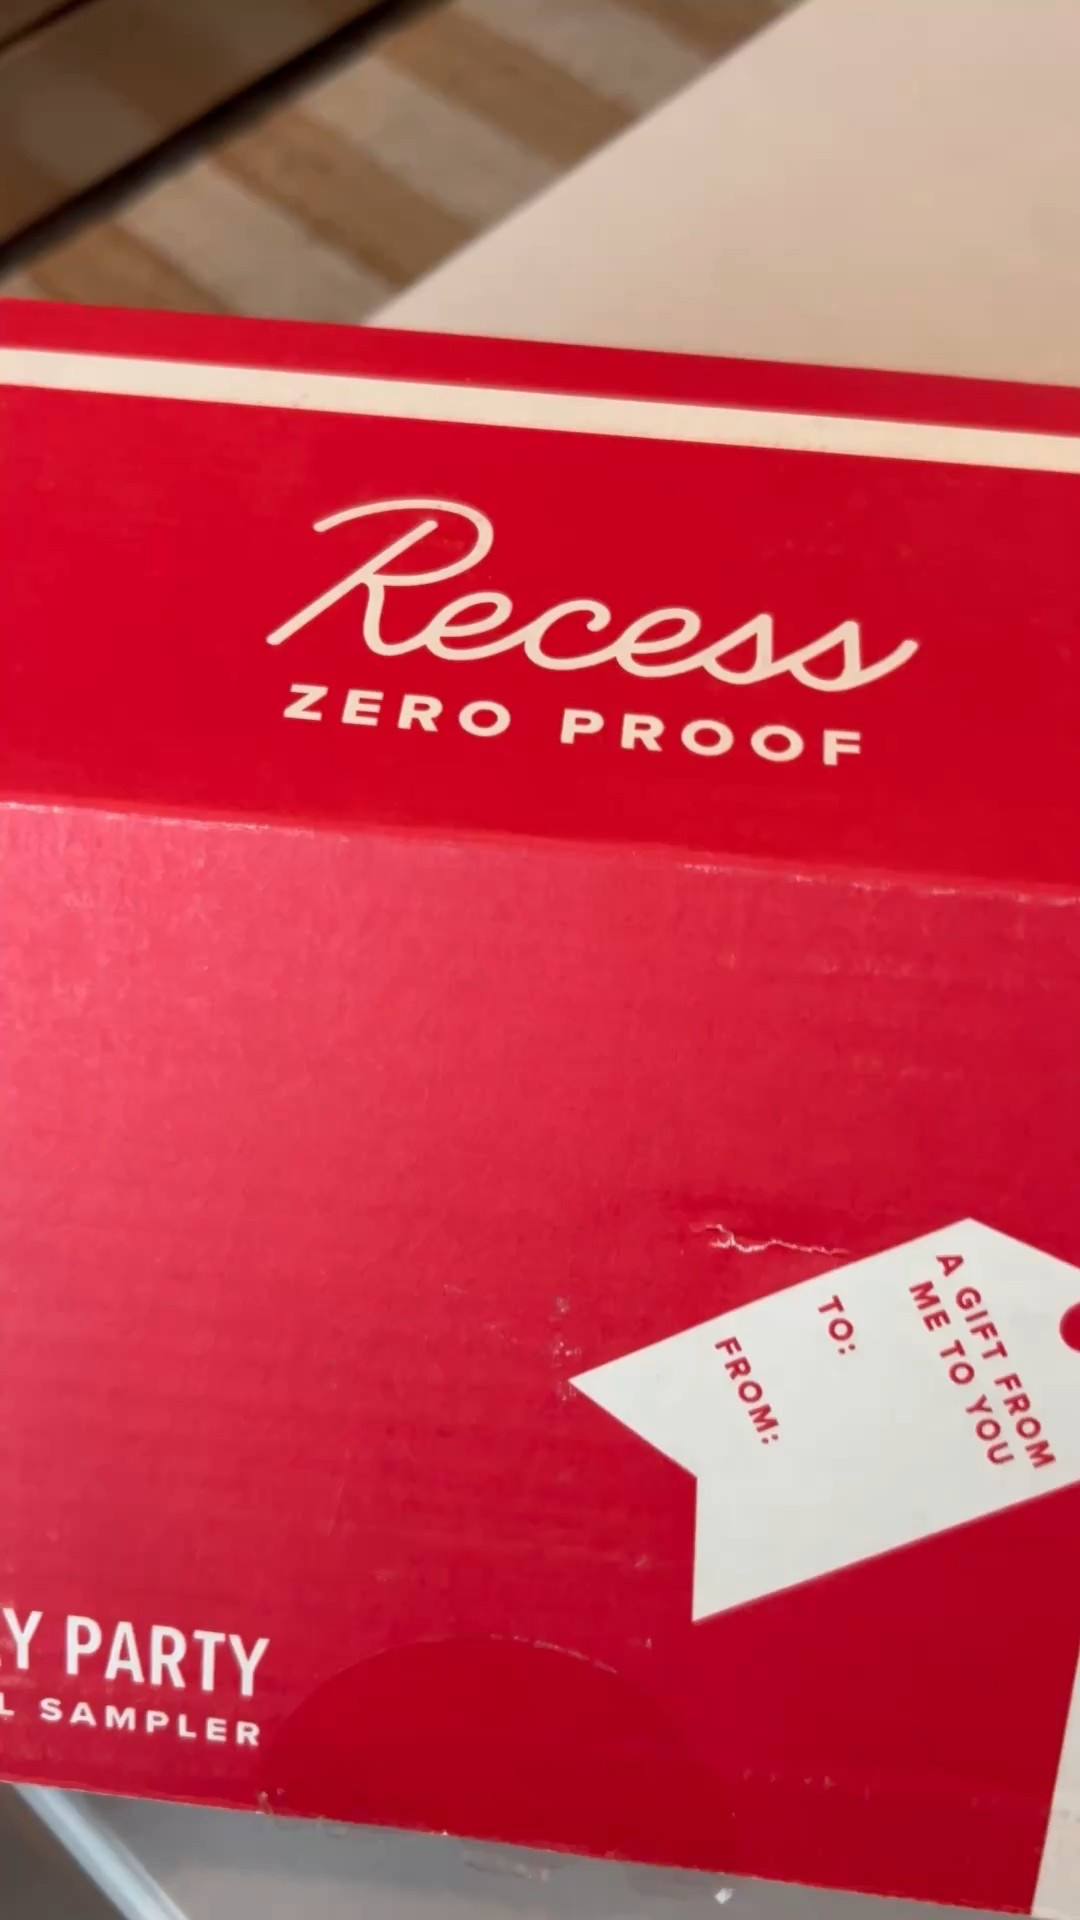 Recess
ZERO PROOF
A GIFT FROM
ME TO YOU
TO:
FROM:
Y PARTY
L SAMPLER